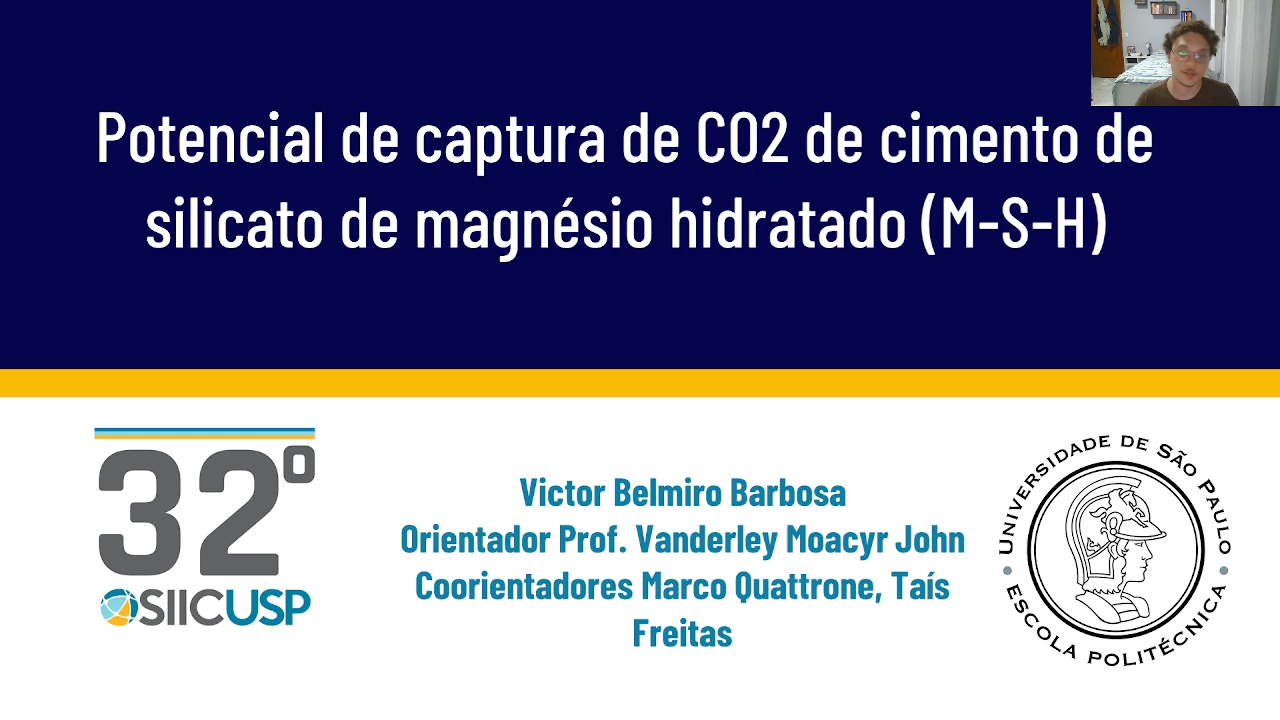 Potencial de captura de CO2 de cimento de
silicato de magnésio hidratado (M-S-H)
32º
SIICUSP
Victor Belmiro Barbosa
Orientador Prof. Vanderley Moacyr John
Coorientadores Marco Quattrone, Taís
Freitas
UNIVERSIDADE DE SÃO PAULO
ESCOLA POLITÉCNICA